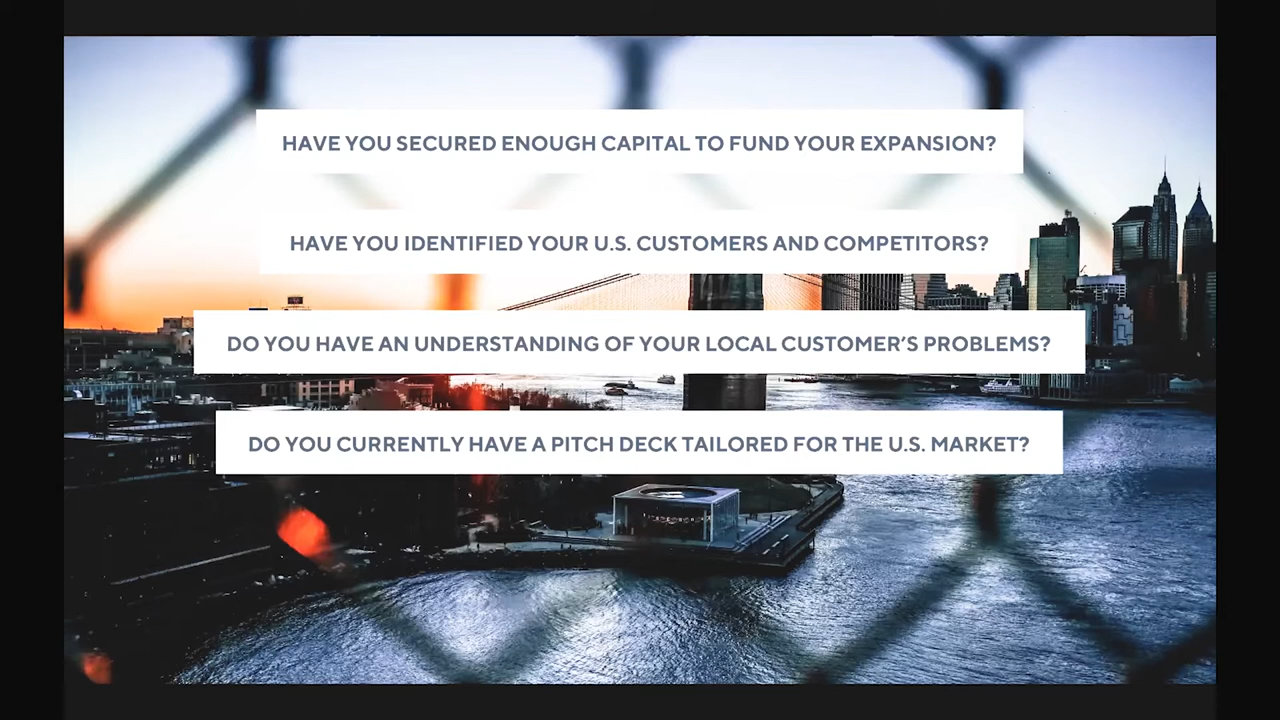 HAVE YOU SECURED ENOUGH CAPITAL TO FUND YOUR EXPANSION?
HAVE YOU IDENTIFIED YOUR U.S. CUSTOMERS AND COMPETITORS?
DO YOU HAVE AN UNDERSTANDING OF YOUR LOCAL CUSTOMER’S PROBLEMS?
DO YOU CURRENTLY HAVE A PITCH DECK TAILORED FOR THE U.S. MARKET?